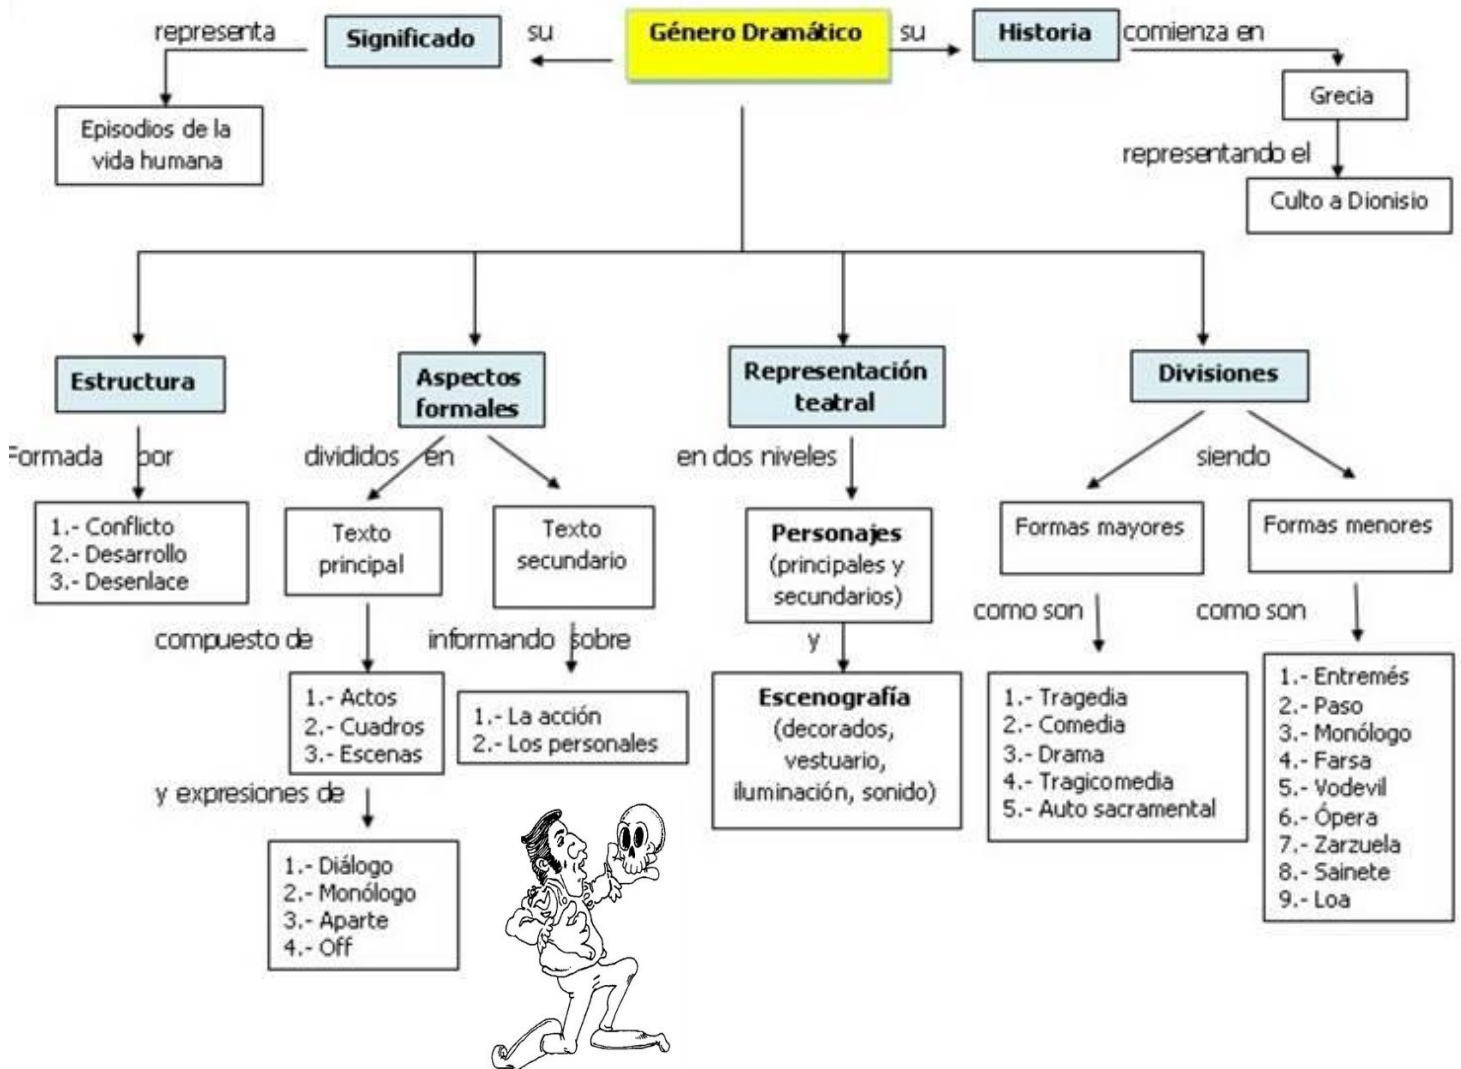 representa
Significado
su
Género Dramático
su
Historia
comienza en
Episodios de la
vida humana
Grecia
representando el
Culto a Dionisio
Estructura
Aspectos
formales
Representación
teatral
Divisiones
Formada por
divididos en
en dos niveles
siendo
1.- Conflicto
2.- Desarrollo
3.- Desenlace
Texto
principal
Texto
secundario
Personajes
(principales y
secundarios)
Formas mayores
Formas menores
compuesto de
informando sobre
y
como son
como son
1.- Actos
2.- Cuadros
3.- Escenas
1.- La acción
2.- Los personales
Escenografía
(decorados,
vestuario,
iluminación, sonido)
1.- Tragedia
2.- Comedia
3.- Drama
4.- Tragicomedia
5.- Auto sacramental
1.- Entremés
2.- Paso
3.- Monólogo
4.- Farsa
5.- Vodevil
6.- Ópera
7.- Zarzuela
8.- Sainete
9.- Loa
y expresiones de
1.- Diálogo
2.- Monólogo
3.- Aparte
4.- Off